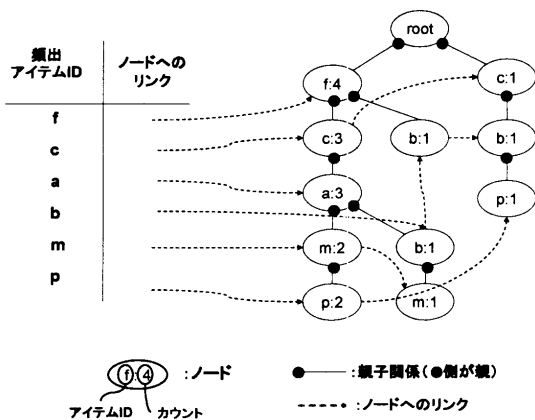 頻出
アイテムID
ノードへの
リンク
f
c
a
b
m
p
root
f:4
c:1
c:3
b:1
b:1
a:3
p:1
m:2
b:1
p:2
m:1
f:4
:ノード
アイテムID
カウント
:親子関係(●側が親)
:ノードへのリンク